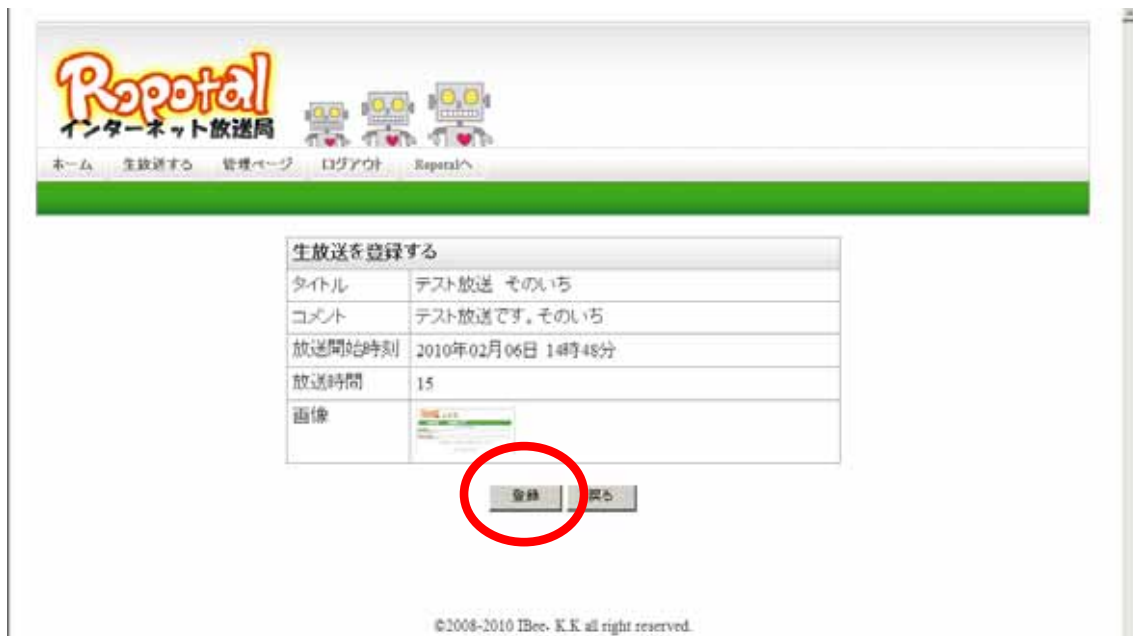 Ropotal
インターネット放送局
ホーム 生放送する 管理ページ ログアウト Roporalへ
生放送を登録する
タイトル テスト放送 そのいち
コメント テスト放送です。そのいち
放送開始時刻 2010年02月06日 14時48分
放送時間 15
画像
登録 戻る
©2008-2010 IBee. K.K all right reserved.